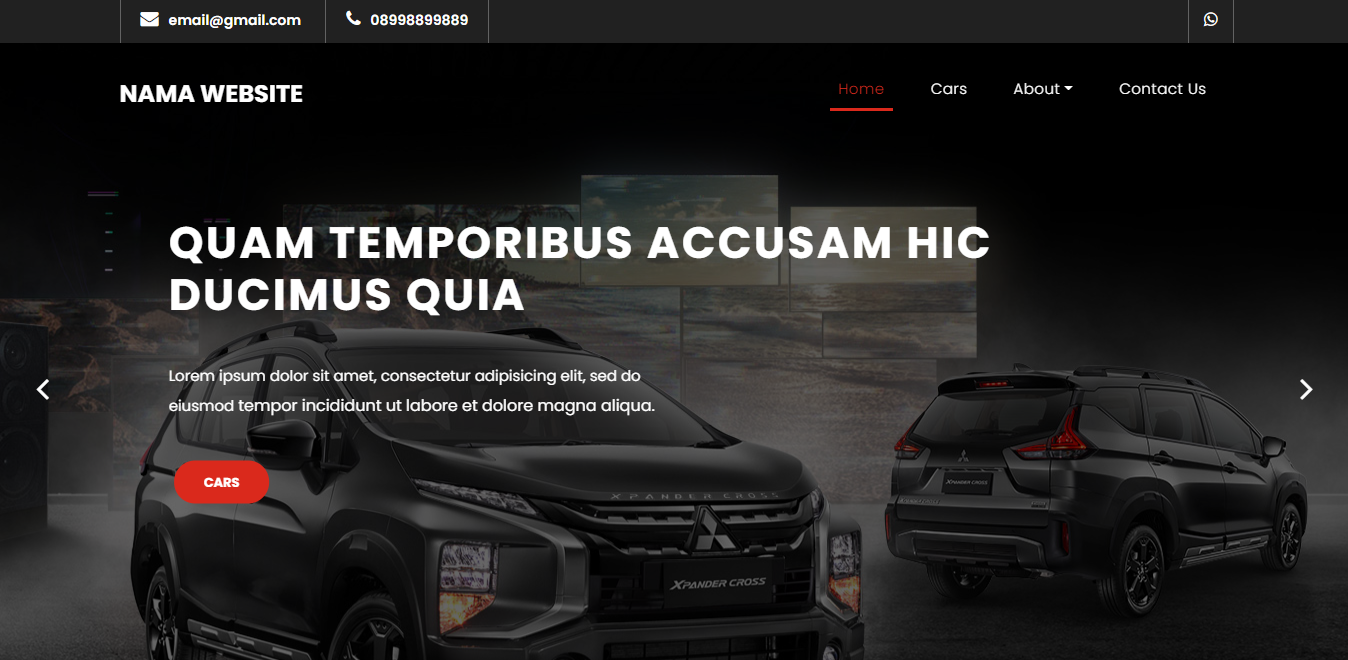 email@gmail.com
08998899889
NAMA WEBSITE
Home
Cars
About
Contact Us
QUAM TEMPORIBUS ACCUSAM HIC
DUCIMUS QUIA
Lorem ipsum dolor sit amet, consectetur adipisicing elit, sed do
eiusmod tempor incididunt ut labore et dolore magna aliqua.
CARS
XPANDER CROSS
XPANDER CROSS
XPANDER CROSS